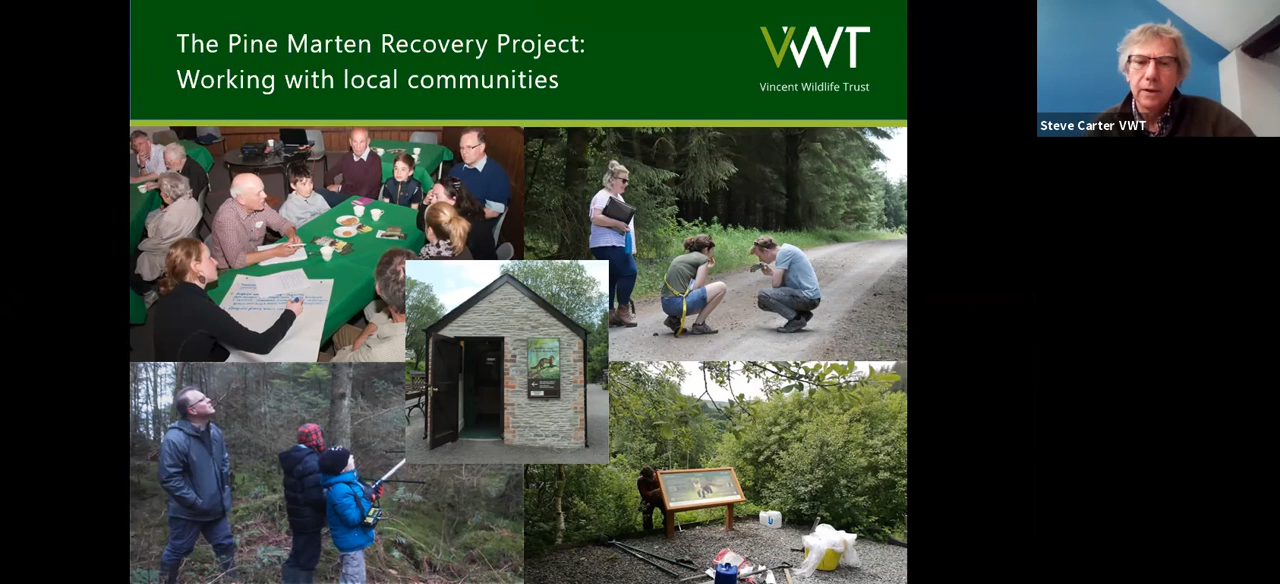 The Pine Marten Recovery Project:
Working with local communities
VWT
Vincent Wildlife Trust
Steve Carter VWT